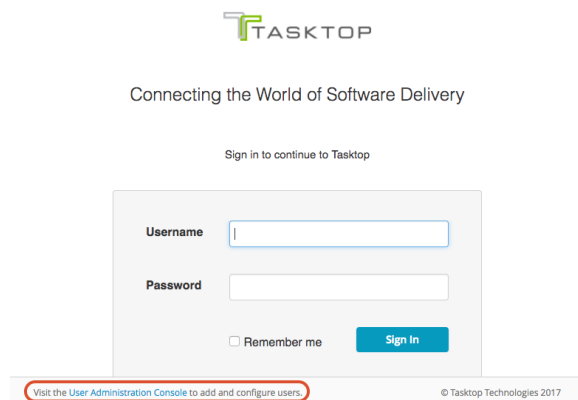 TASKTOP
Connecting the World of Software Delivery
Sign in to continue to Tasktop
Username
Password
Remember me
Sign In
Visit the User Administration Console to add and configure users.
© Tasktop Technologies 2017